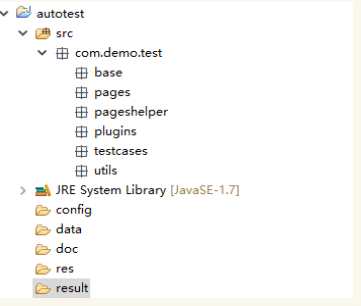 autotest
src
com.demo.test
base
pages
pageshelper
plugins
testcases
utils
JRE System Library [JavaSE-1.7]
config
data
doc
res
result